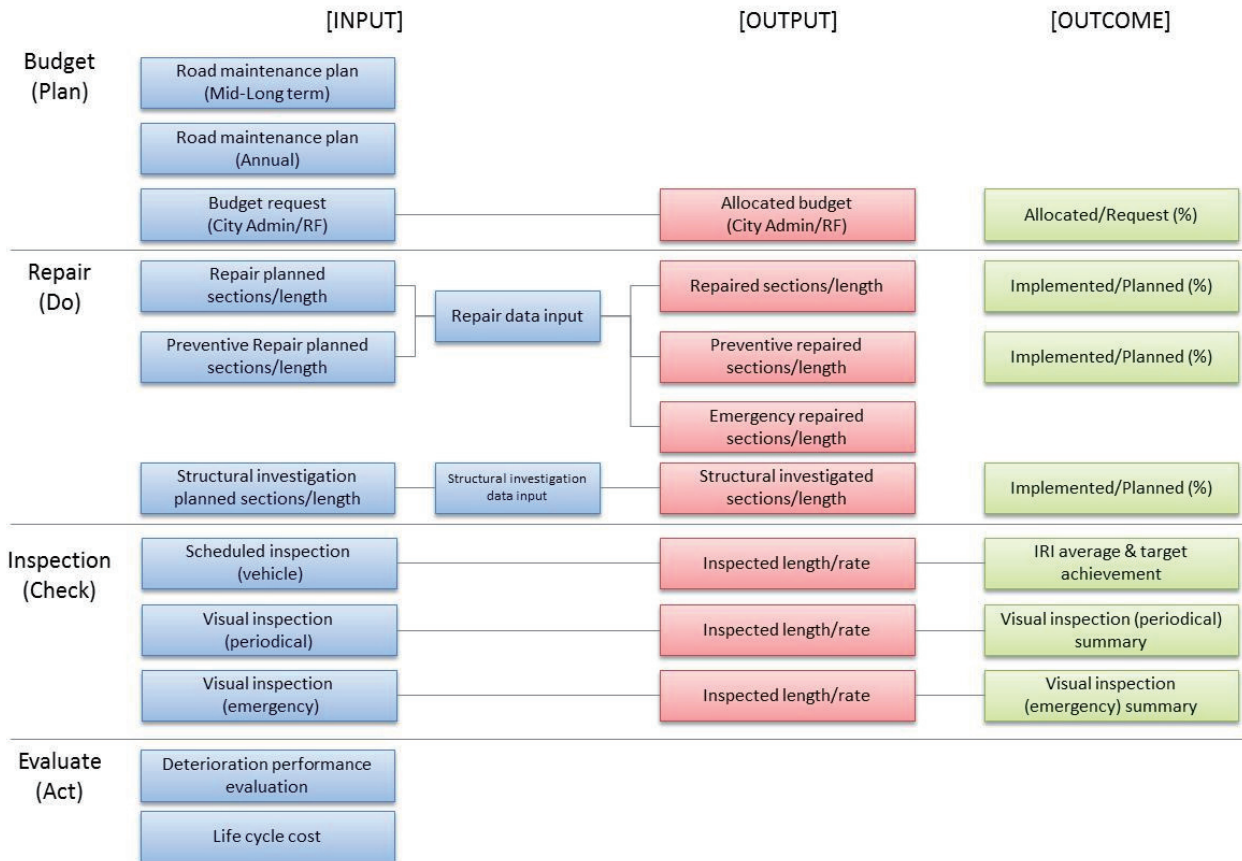 [INPUT]
[OUTPUT]
[OUTCOME]
Budget
(Plan)
Road maintenance plan
(Mid-Long term)
Road maintenance plan
(Annual)
Budget request
(City Admin/RF)
Allocated budget
(City Admin/RF)
Allocated/Request (%)
Repair
(Do)
Repair planned
sections/length
Repair data input
Repaired sections/length
Implemented/Planned (%)
Preventive Repair planned
sections/length
Preventive repaired
sections/length
Implemented/Planned (%)
Emergency repaired
sections/length
Structural investigation
planned sections/length
Structural investigation
data input
Structural investigated
sections/length
Implemented/Planned (%)
Inspection
(Check)
Scheduled inspection
(vehicle)
Inspected length/rate
IRI average & target
achievement
Visual inspection
(periodical)
Inspected length/rate
Visual inspection (periodical)
summary
Visual inspection
(emergency)
Inspected length/rate
Visual inspection
(emergency) summary
Evaluate
(Act)
Deterioration performance
evaluation
Life cycle cost